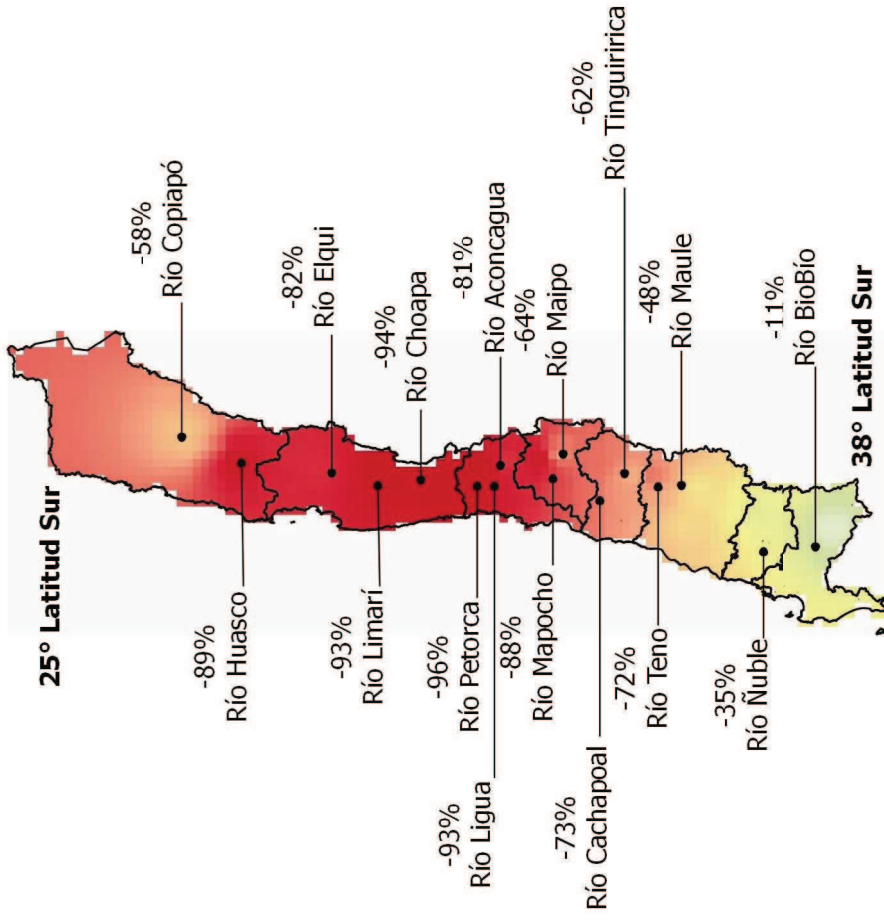 25° Latitud Sur
-58%
Río Copiapó
-89%
Río Huasco
-82%
Río Elqui
-93%
Río Limarí
-94%
Río Choapa
-96%
Río Petorca
-93%
Río Ligua
-81%
Río Aconcagua
-88%
Río Mapocho
-64%
Río Maipo
-73%
Río Cachapoal
-62%
Río Tinguiririca
-72%
Río Teno
-48%
Río Maule
-35%
Río Ñuble
-11%
Río BioBío
38° Latitud Sur